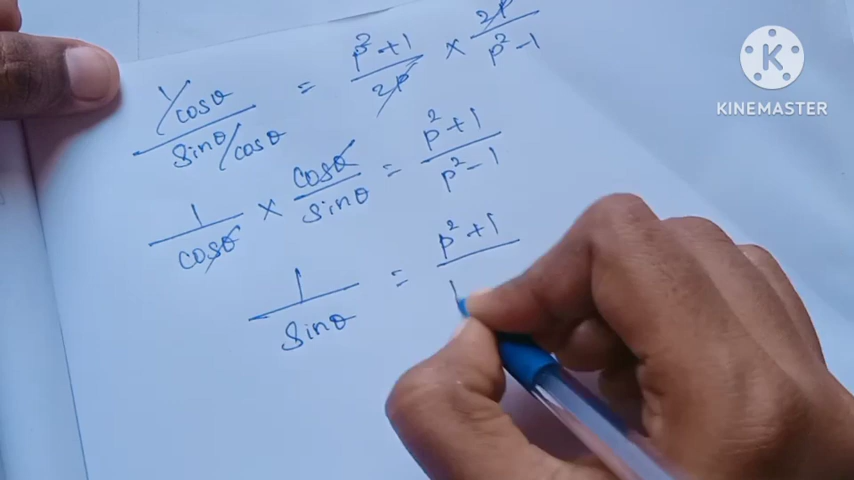 1/cosθ / sinθ/cosθ = p²+1 / 2p × 2p / p²-1
1/cosθ × cosθ/sinθ = p²+1 / p²-1
1/sinθ = p²+1 /
K
KINEMASTER